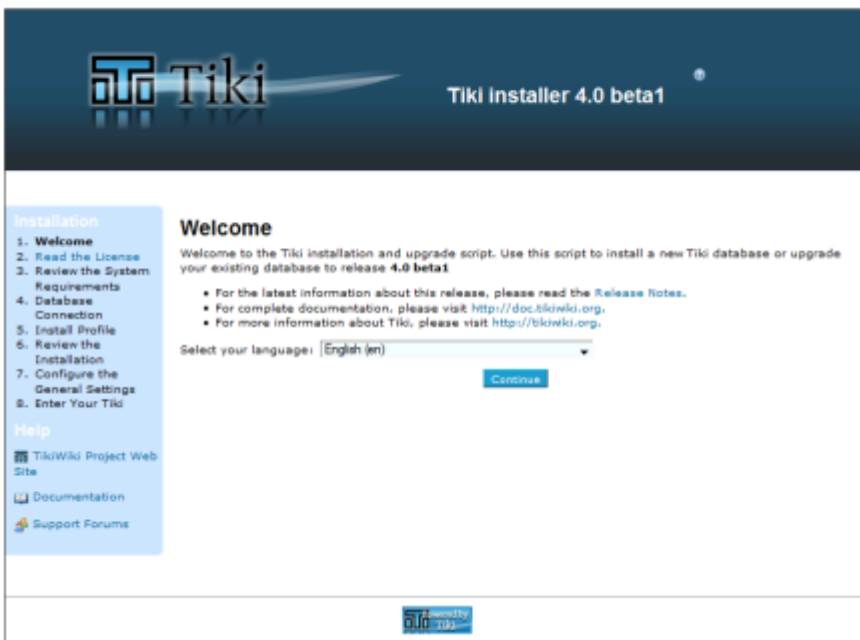 Tiki
Tiki installer 4.0 beta1
Installation
1. Welcome
2. Read the License
3. Review the System
Requirements
4. Database
Connection
5. Install Profile
6. Review the
Installation
7. Configure the
General Settings
8. Enter Your Tiki
Help
TikiWiki Project Web
Site
Documentation
Support Forums
Welcome
Welcome to the Tiki installation and upgrade script. Use this script to install a new Tiki database or upgrade
your existing database to release 4.0 beta1
• For the latest information about this release, please read the Release Notes.
• For complete documentation, please visit http://doc.tikiwiki.org.
• For more information about Tiki, please visit http://tikiwiki.org.
Select your language: English (en)
Continue
Powered by
Tiki